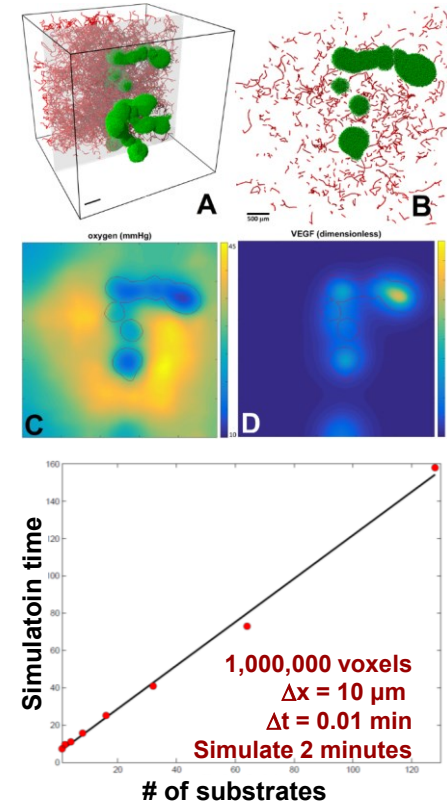 A
B
500 µm
oxygen (mmHg)
VEGF (dimensionless)
45
10
C
D
Simulatoin time
160
140
120
100
80
60
40
20
0
1,000,000 voxels
Δx = 10 µm
Δt = 0.01 min
Simulate 2 minutes
20 40 60 80 100 120
# of substrates